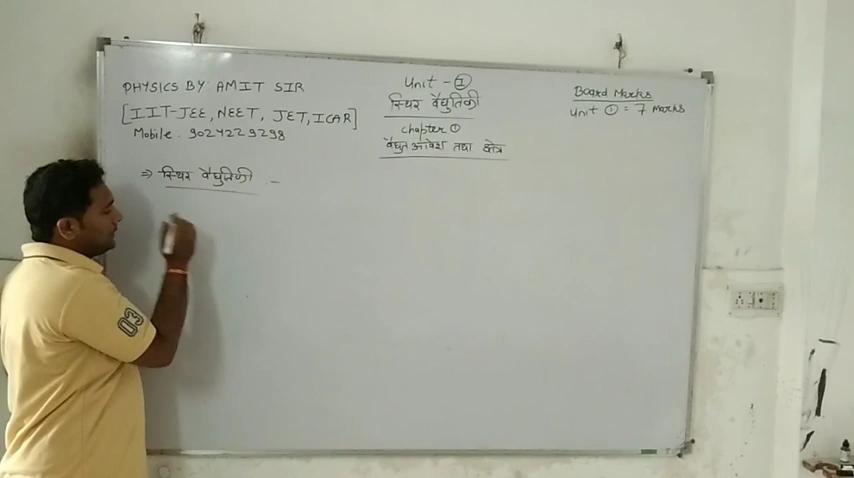 PHYSICS BY AMIT SIR
[IIT-JEE, NEET, JET, ICAR]
Mobile. 9024229298
Unit - ①
स्थिर वैद्युतिकी
chapter ①
वैद्युत आवेश तथा क्षेत्र
Board Marks
Unit ① = 7 marks
⇒ स्थिर वैद्युतिकी -
03